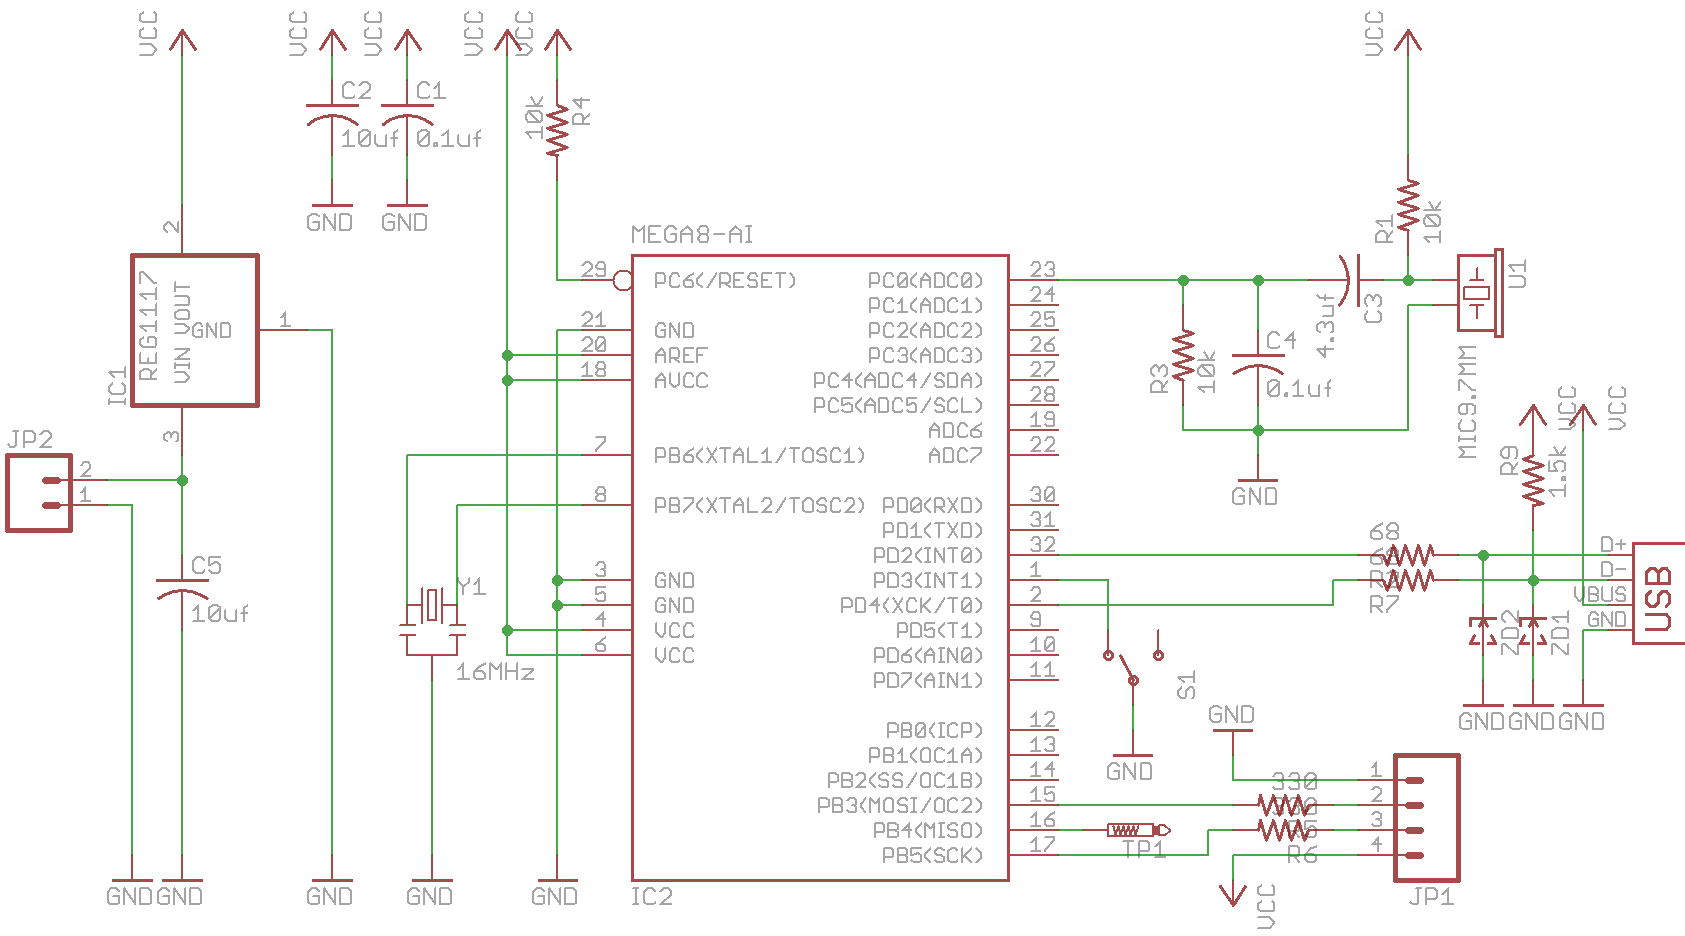 VCC
VCC
VCC
VCC
VCC
VCC
C2
10uf
C1
0.1uf
10k
R4
GND
GND
2
REG1117
VIN VOUT
GND
1
IC1
3
JP2
2
1
C5
10uf
GND
GND
GND
Y1
16MHz
GND
GND
MEGA8-AI
29 PC6(/RESET)
21 GND
20 AREF
18 AVCC
7 PB6(XTAL1/TOSC1)
8 PB7(XTAL2/TOSC2)
3 GND
5 GND
4 VCC
6 VCC
PC0(ADC0) 23
PC1(ADC1) 24
PC2(ADC2) 25
PC3(ADC3) 26
PC4(ADC4/SDA) 27
PC5(ADC5/SCL) 28
ADC6 19
ADC7 22
PD0(RXD) 30
PD1(TXD) 31
PD2(INT0) 32
PD3(INT1) 1
PD4(XCK/T0) 2
PD5(T1) 9
PD6(AIN0) 10
PD7(AIN1) 11
PB0(ICP) 12
PB1(OC1A) 13
PB2(SS/OC1B) 14
PB3(MOSI/OC2) 15
PB4(MISO) 16
PB5(SCK) 17
IC2
R1
10k
U1
MIC9.7MM
4.3uf
C3
R3
10k
C4
0.1uf
GND
VCC
VCC
R9
1.5k
68
R7
D+
D-
VBUS
GND
USB
ZD2
ZD1
GND
GND
GND
S1
GND
GND
330
R6
TP1
1
2
3
4
JP1
VCC